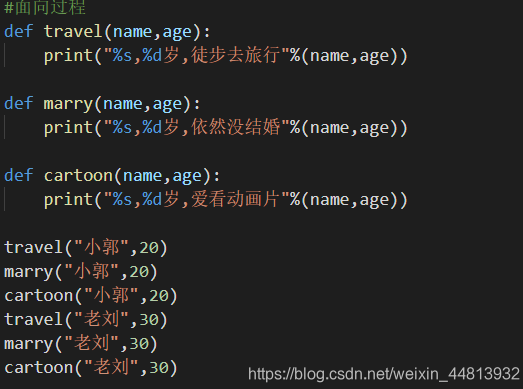 #面向过程
def travel(name,age):
    print("%s,%d岁,徒步去旅行"%(name,age))
def marry(name,age):
    print("%s,%d岁,依然没结婚"%(name,age))
def cartoon(name,age):
    print("%s,%d岁,爱看动画片"%(name,age))
travel("小郭",20)
marry("小郭",20)
cartoon("小郭",20)
travel("老刘",30)
marry("老刘",30)
cartoon("老刘",30)
https://blog.csdn.net/weixin_44813932